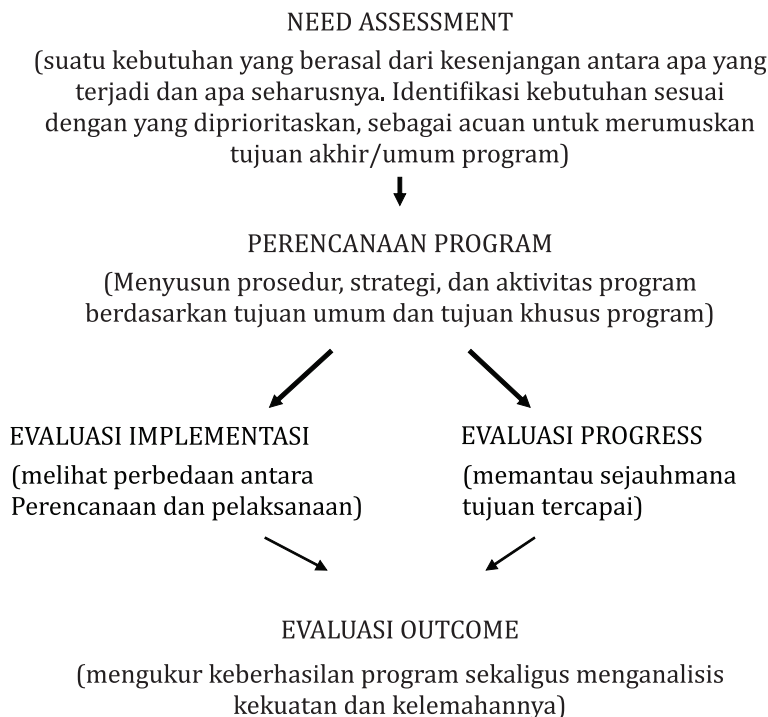 NEED ASSESSMENT
(suatu kebutuhan yang berasal dari kesenjangan antara apa yang
terjadi dan apa seharusnya. Identifikasi kebutuhan sesuai
dengan yang diprioritaskan, sebagai acuan untuk merumuskan
tujuan akhir/umum program)
PERENCANAAN PROGRAM
(Menyusun prosedur, strategi, dan aktivitas program
berdasarkan tujuan umum dan tujuan khusus program)
EVALUASI IMPLEMENTASI
(melihat perbedaan antara
Perencanaan dan pelaksanaan)
EVALUASI PROGRESS
(memantau sejauhmana
tujuan tercapai)
EVALUASI OUTCOME
(mengukur keberhasilan program sekaligus menganalisis
kekuatan dan kelemahannya)